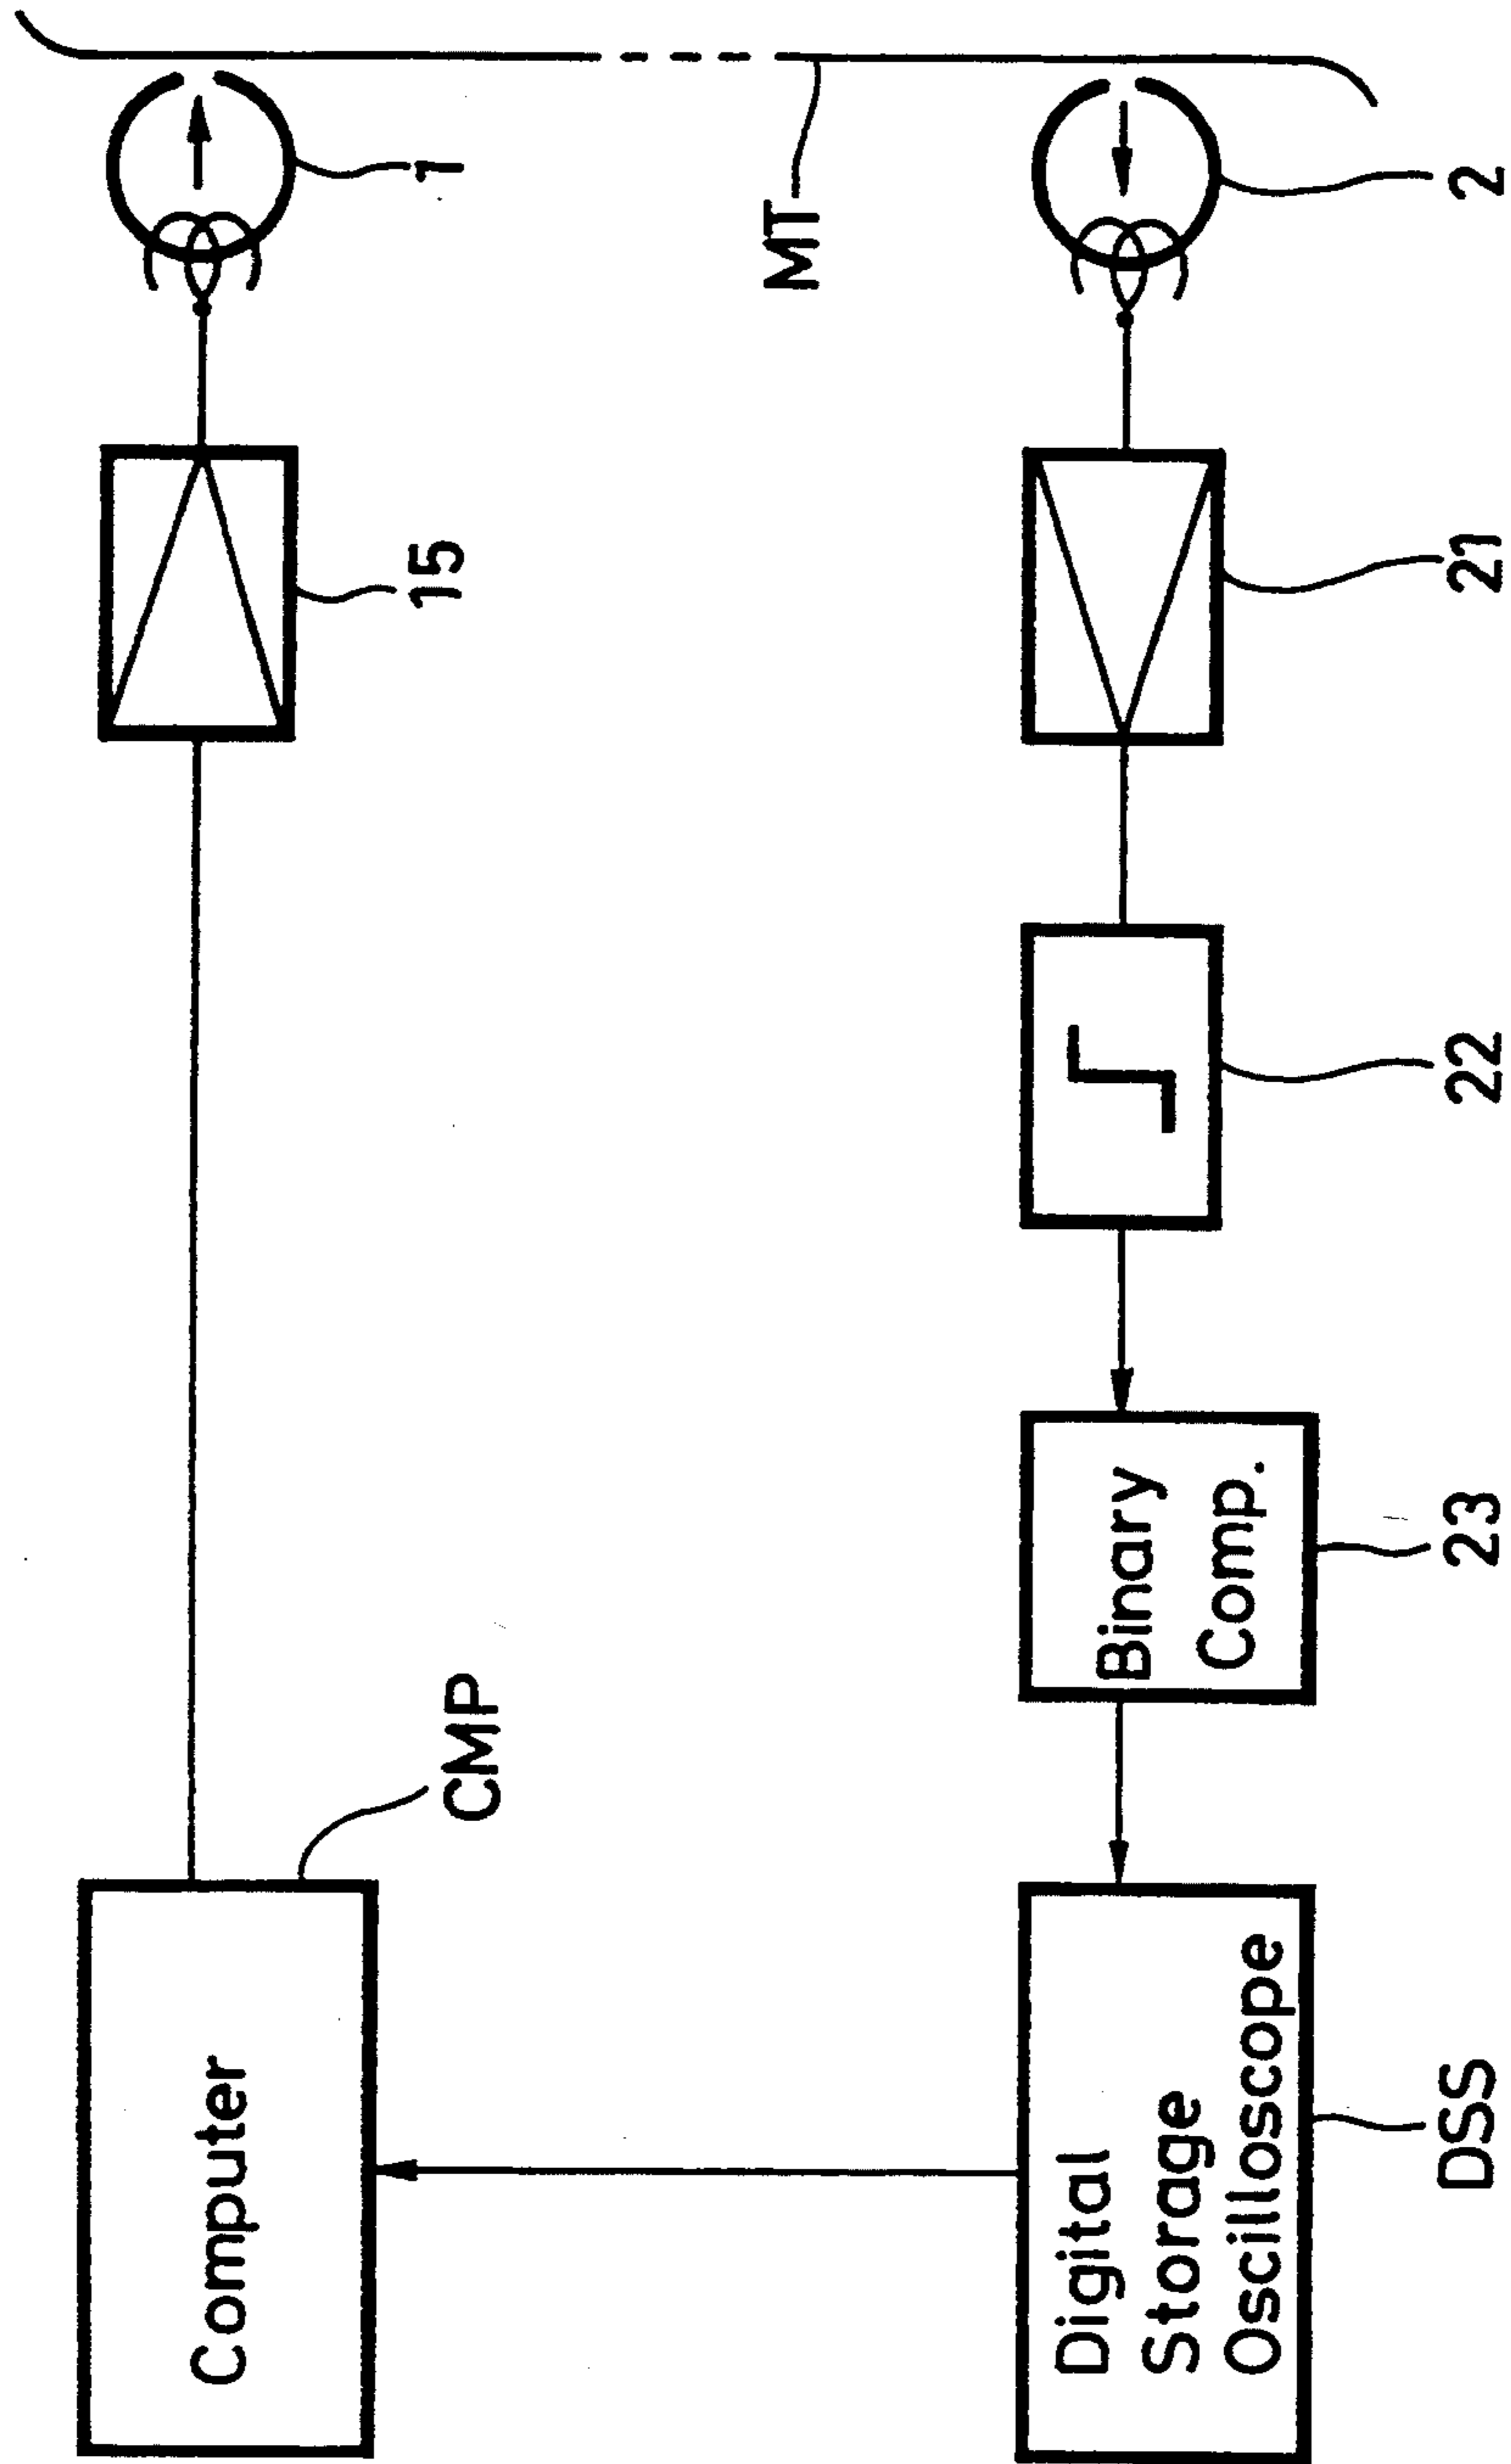 Computer
CMP
15
1
MT
Digital
Storage
Oscilloscope
DSS
Binary
Comp.
23
22
21
2